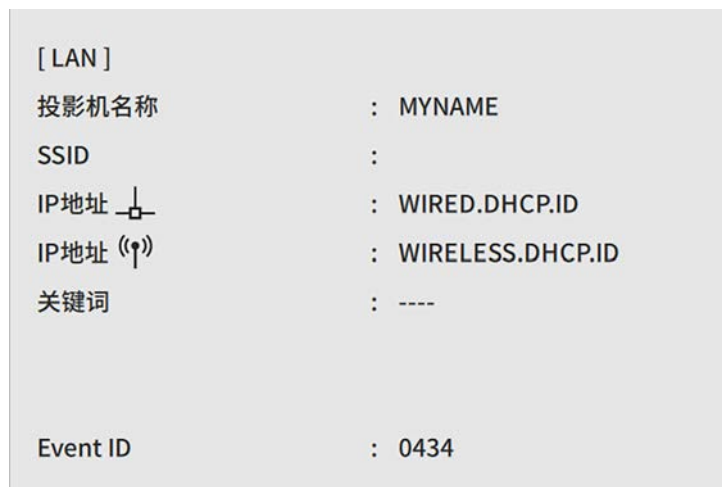 [ LAN ]
投影机名称 : MYNAME
SSID :
IP地址 : WIRED.DHCP.ID
IP地址 : WIRELESS.DHCP.ID
关键词 : ----
Event ID : 0434